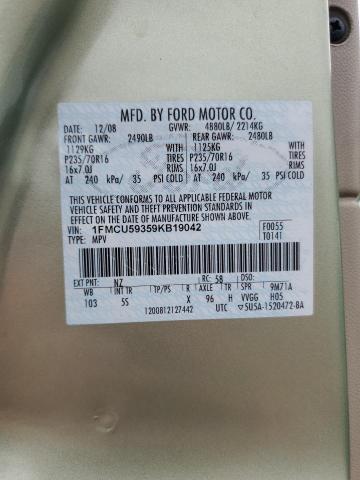 MFD. BY FORD MOTOR CO.
DATE: 12/08 GVWR: 4880LB/ 2214KG
FRONT GAWR: 2490LB REAR GAWR: 2480LB
1129KG WITH 1125KG WITH
P235/70R16 TIRES P235/70R16 TIRES
16x7.0J RIMS 16x7.0J RIMS
AT 240 kPa/ 35 PSI COLD AT 240 kPa/ 35 PSI COLD
THIS VEHICLE CONFORMS TO ALL APPLICABLE FEDERAL MOTOR
VEHICLE SAFETY AND BUMPER AND THEFT PREVENTION STANDARDS IN
EFFECT ON THE DATE OF MANUFACTURE SHOWN ABOVE.
VIN: 1FMCU59359KB19042 F0055
TYPE: MPV T0141
EXT PNT: NZ RC: 58 DSO:
WB INT TR TP/PS R AXLE TR SPR 9M71A
103 5S X 96 H VVGG H05
1200812127442 UTC 5U5A-1520472-BA